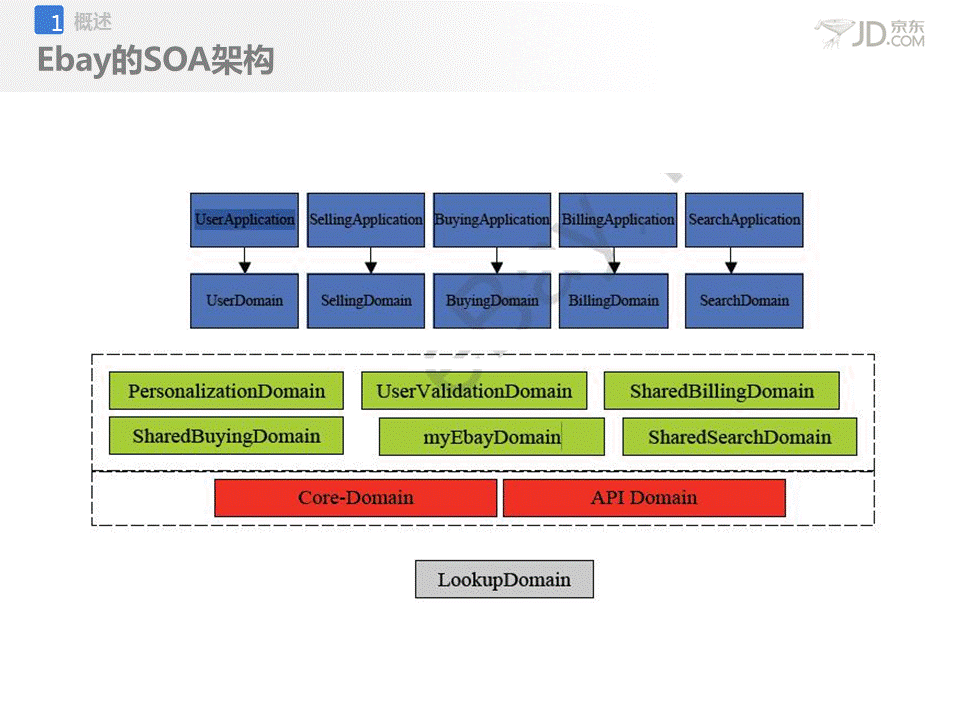 1 概述
Ebay的SOA架构
JD 京东
.COM
UserApplication SellingApplication BuyingApplication BillingApplication SearchApplication
UserDomain SellingDomain BuyingDomain BillingDomain SearchDomain
PersonalizationDomain UserValidationDomain SharedBillingDomain
SharedBuyingDomain myEbayDomain SharedSearchDomain
Core-Domain API Domain
LookupDomain